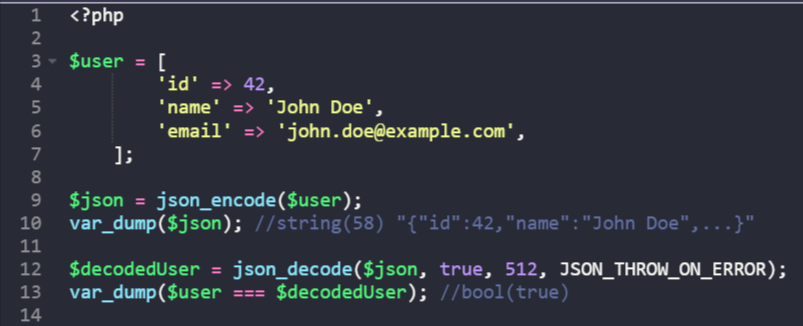 1 <?php
2
3 $user = [
4 'id' => 42,
5 'name' => 'John Doe',
6 'email' => 'john.doe@example.com',
7 ];
8
9 $json = json_encode($user);
10 var_dump($json); //string(58) "{"id":42,"name":"John Doe",...}"
11
12 $decodedUser = json_decode($json, true, 512, JSON_THROW_ON_ERROR);
13 var_dump($user === $decodedUser); //bool(true)
14